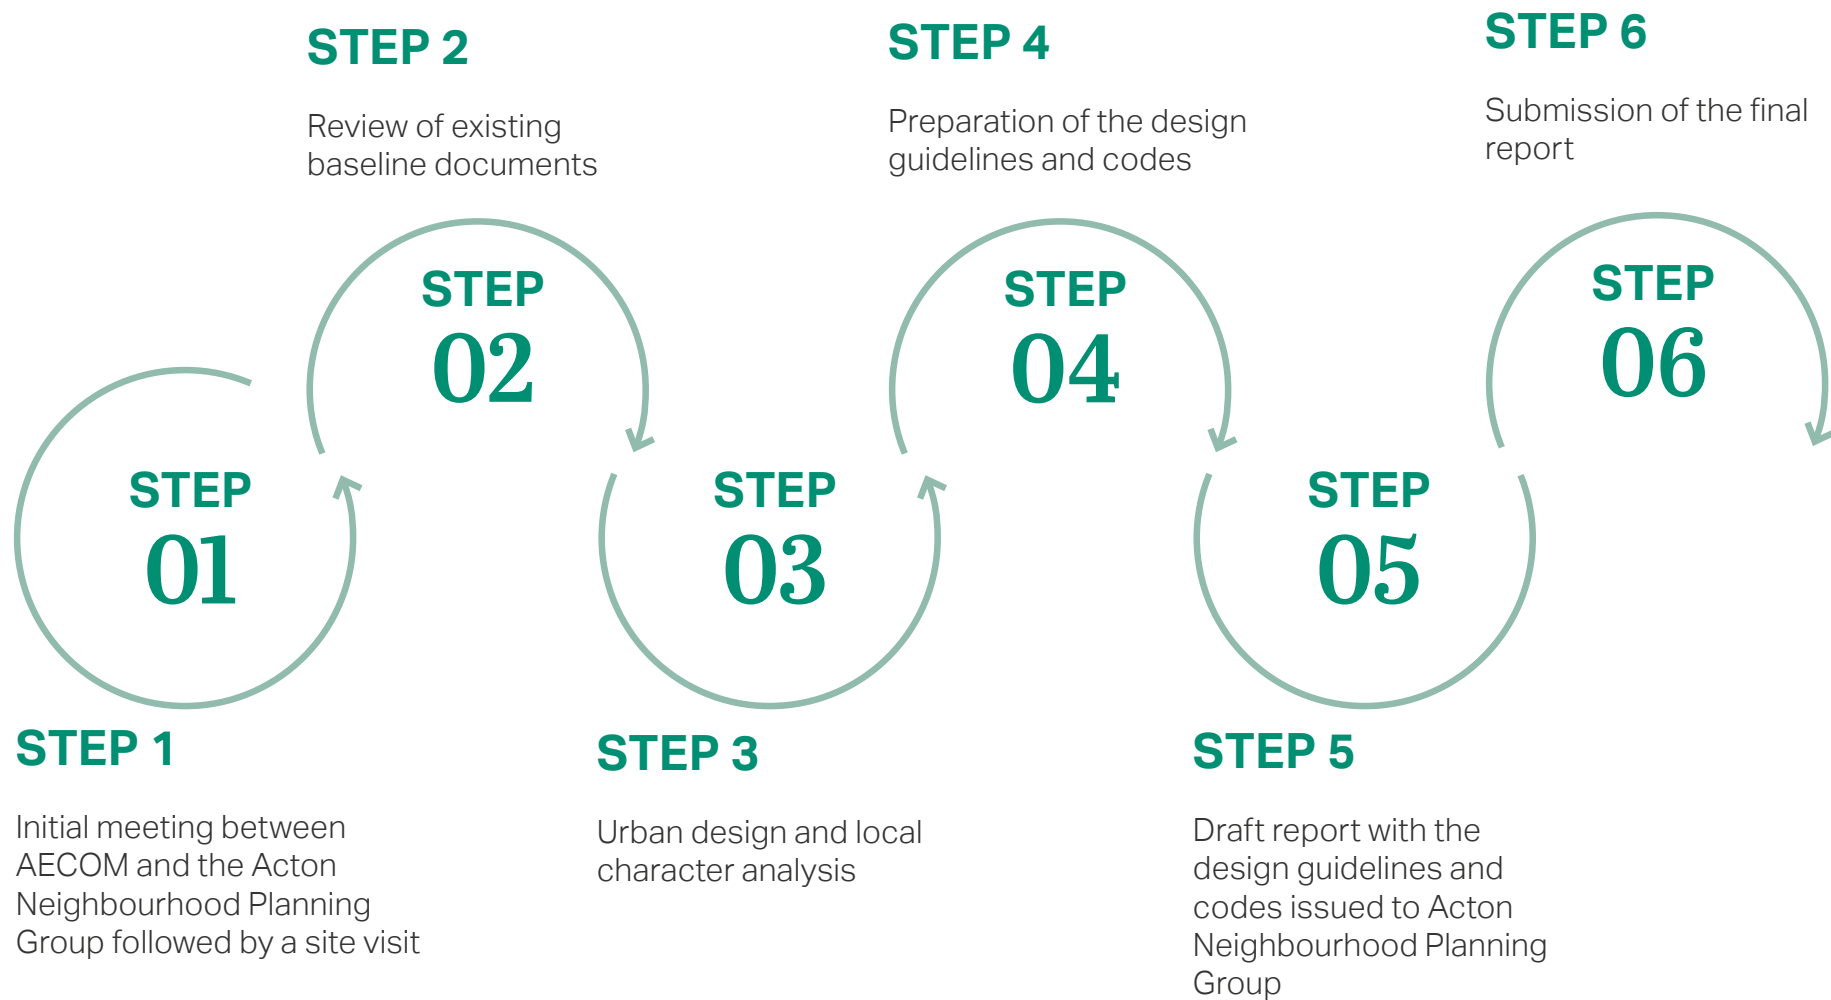 STEP 2
Review of existing
baseline documents
STEP 4
Preparation of the design
guidelines and codes
STEP 6
Submission of the final
report
STEP
01
STEP
02
STEP
03
STEP
04
STEP
05
STEP
06
STEP 1
Initial meeting between
AECOM and the Acton
Neighbourhood Planning
Group followed by a site visit
STEP 3
Urban design and local
character analysis
STEP 5
Draft report with the
design guidelines and
codes issued to Acton
Neighbourhood Planning
Group